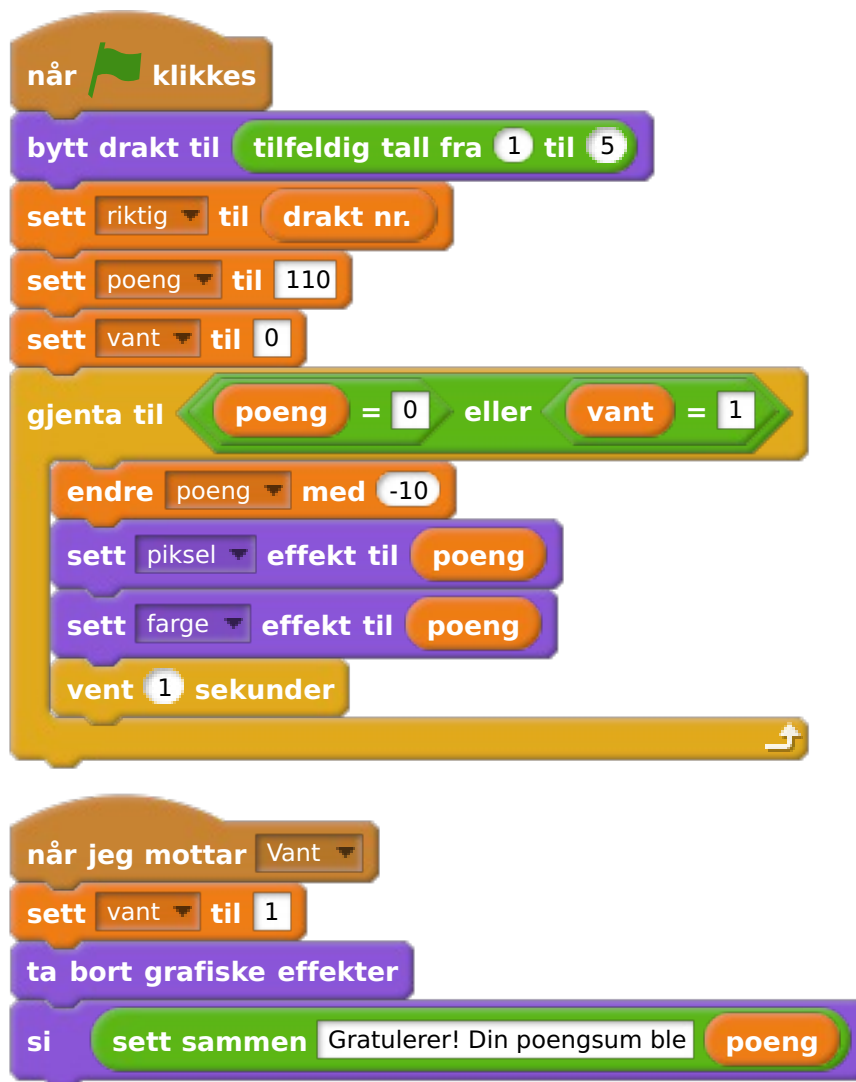 når klikkes
bytt drakt til tilfeldig tall fra 1 til 5
sett riktig til drakt nr.
sett poeng til 110
sett vant til 0
gjenta til poeng = 0 eller vant = 1
endre poeng med -10
sett piksel effekt til poeng
sett farge effekt til poeng
vent 1 sekunder
når jeg mottar Vant
sett vant til 1
ta bort grafiske effekter
si sett sammen Gratulerer! Din poengsum ble poeng